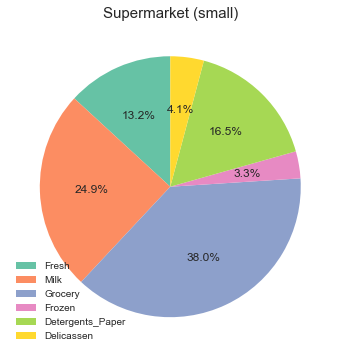 Supermarket (small)
4.1%
13.2%
16.5%
3.3%
24.9%
38.0%
Fresh
Milk
Grocery
Frozen
Detergents_Paper
Delicassen